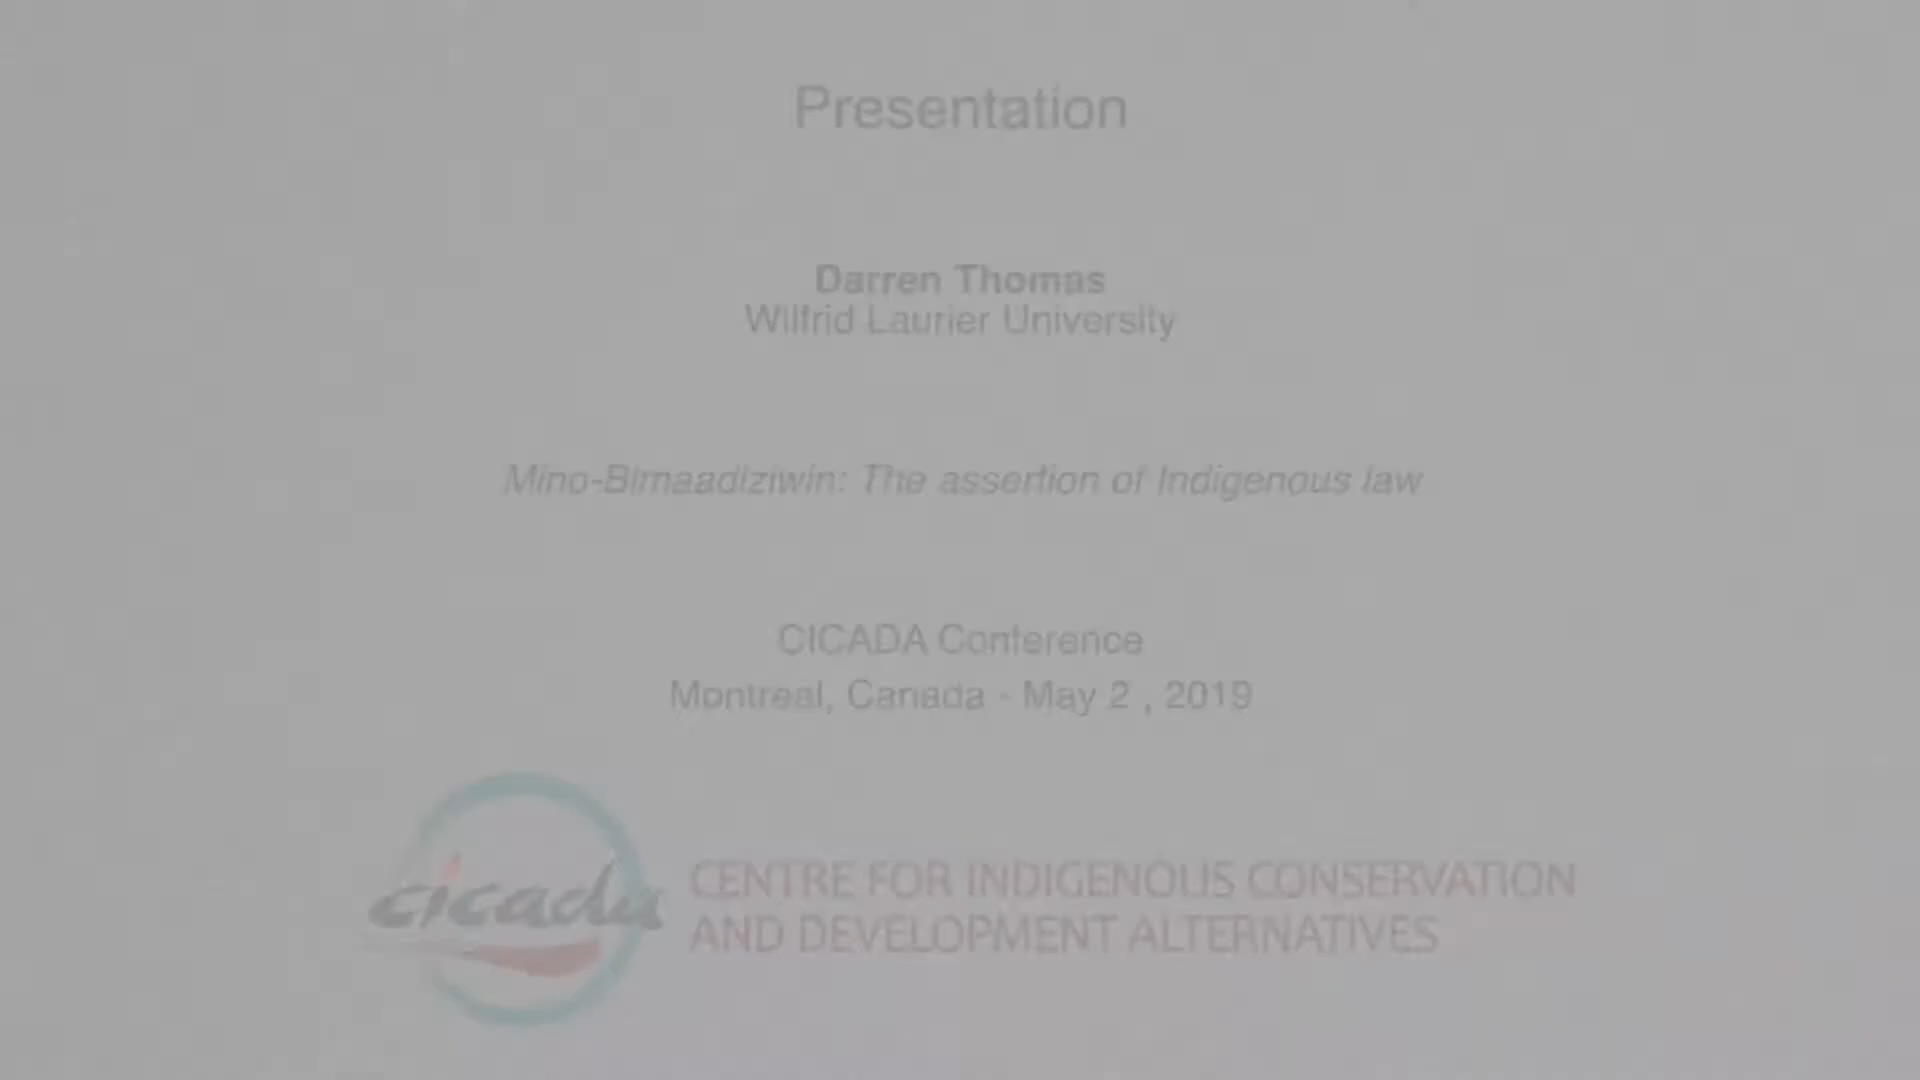 Presentation
Darren Thomas
Wilfrid Laurier University
Mino-Bimaadiziwin: The assertion of Indigenous law
CICADA Conference
Montreal, Canada - May 2 , 2019
cicada
CENTRE FOR INDIGENOUS CONSERVATION
AND DEVELOPMENT ALTERNATIVES